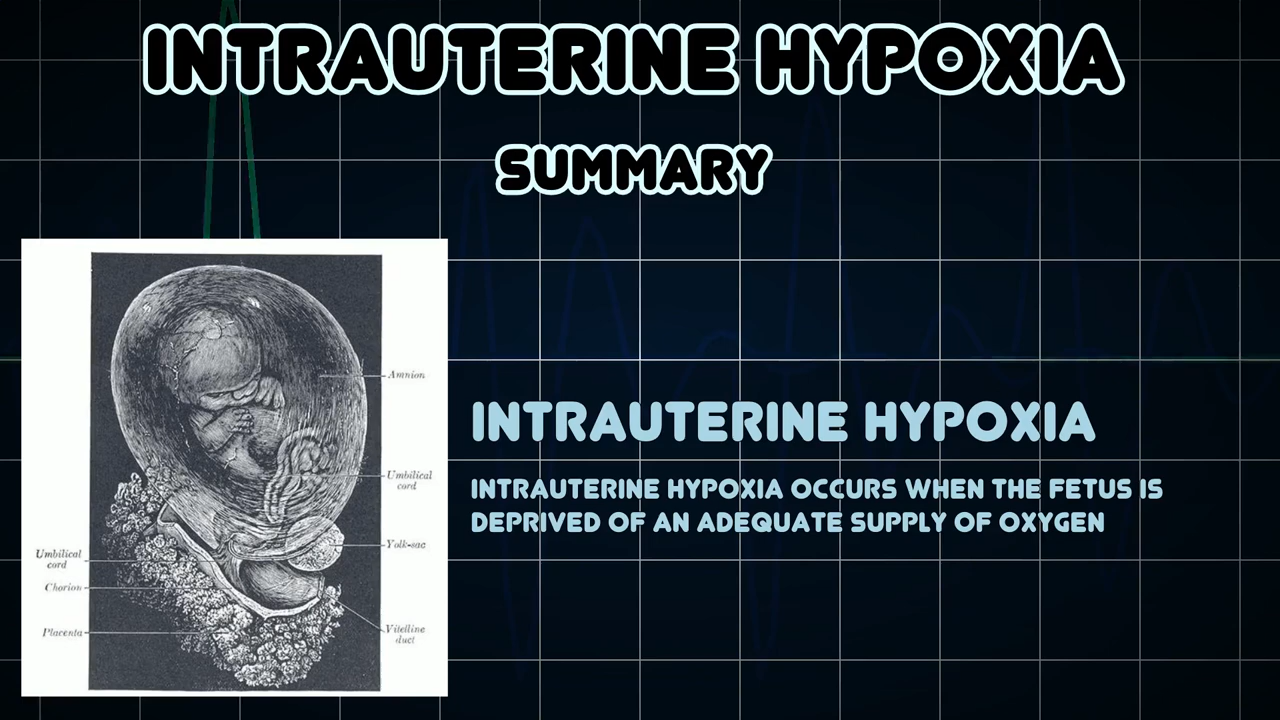 INTRAUTERINE HYPOXIA
SUMMARY
Amnion
Umbilical
cord
Yolk-sac
Umbilical
cord
Chorion
Placenta
Vitelline
duct
INTRAUTERINE HYPOXIA
INTRAUTERINE HYPOXIA OCCURS WHEN THE FETUS IS
DEPRIVED OF AN ADEQUATE SUPPLY OF OXYGEN